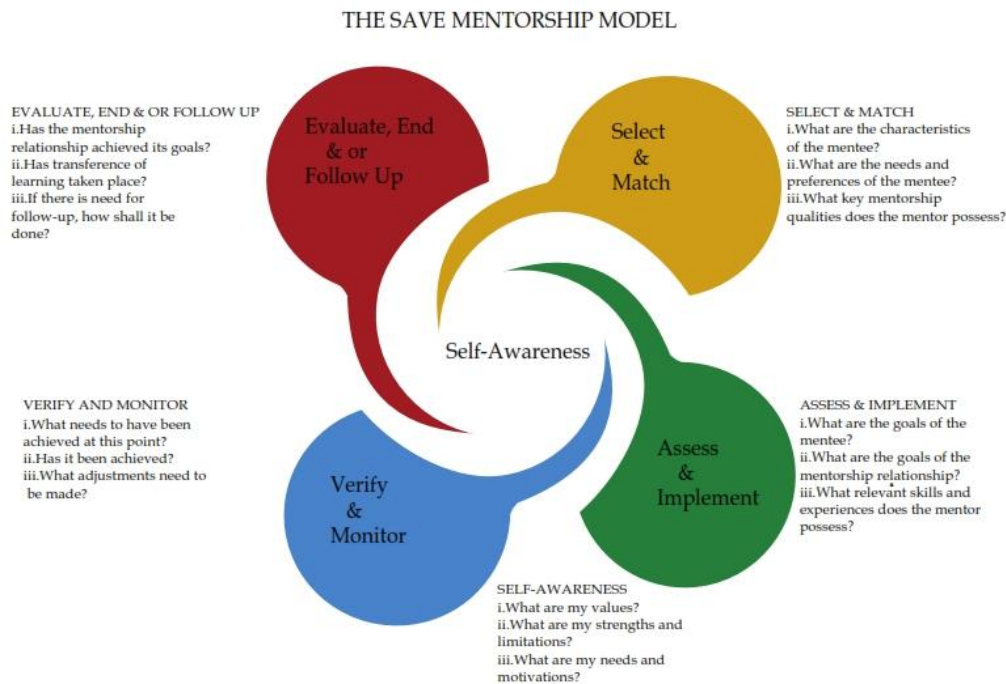 THE SAVE MENTORSHIP MODEL
EVALUATE, END & OR FOLLOW UP
i.Has the mentorship
relationship achieved its goals?
ii.Has transference of
learning taken place?
iii.If there is need for
follow-up, how shall it be
done?
Evaluate, End
& or
Follow Up
Select
&
Match
SELECT & MATCH
i.What are the characteristics
of the mentee?
ii.What are the needs and
preferences of the mentee?
iii.What key mentorship
qualities does the mentor possess?
Self-Awareness
VERIFY AND MONITOR
i.What needs to have been
achieved at this point?
ii.Has it been achieved?
iii.What adjustments need to
be made?
Verify
&
Monitor
Assess
&
Implement
ASSESS & IMPLEMENT
i.What are the goals of the
mentee?
ii.What are the goals of the
mentorship relationship?
iii.What relevant skills and
experiences does the mentor
possess?
SELF-AWARENESS
i.What are my values?
ii.What are my strengths and
limitations?
iii.What are my needs and
motivations?